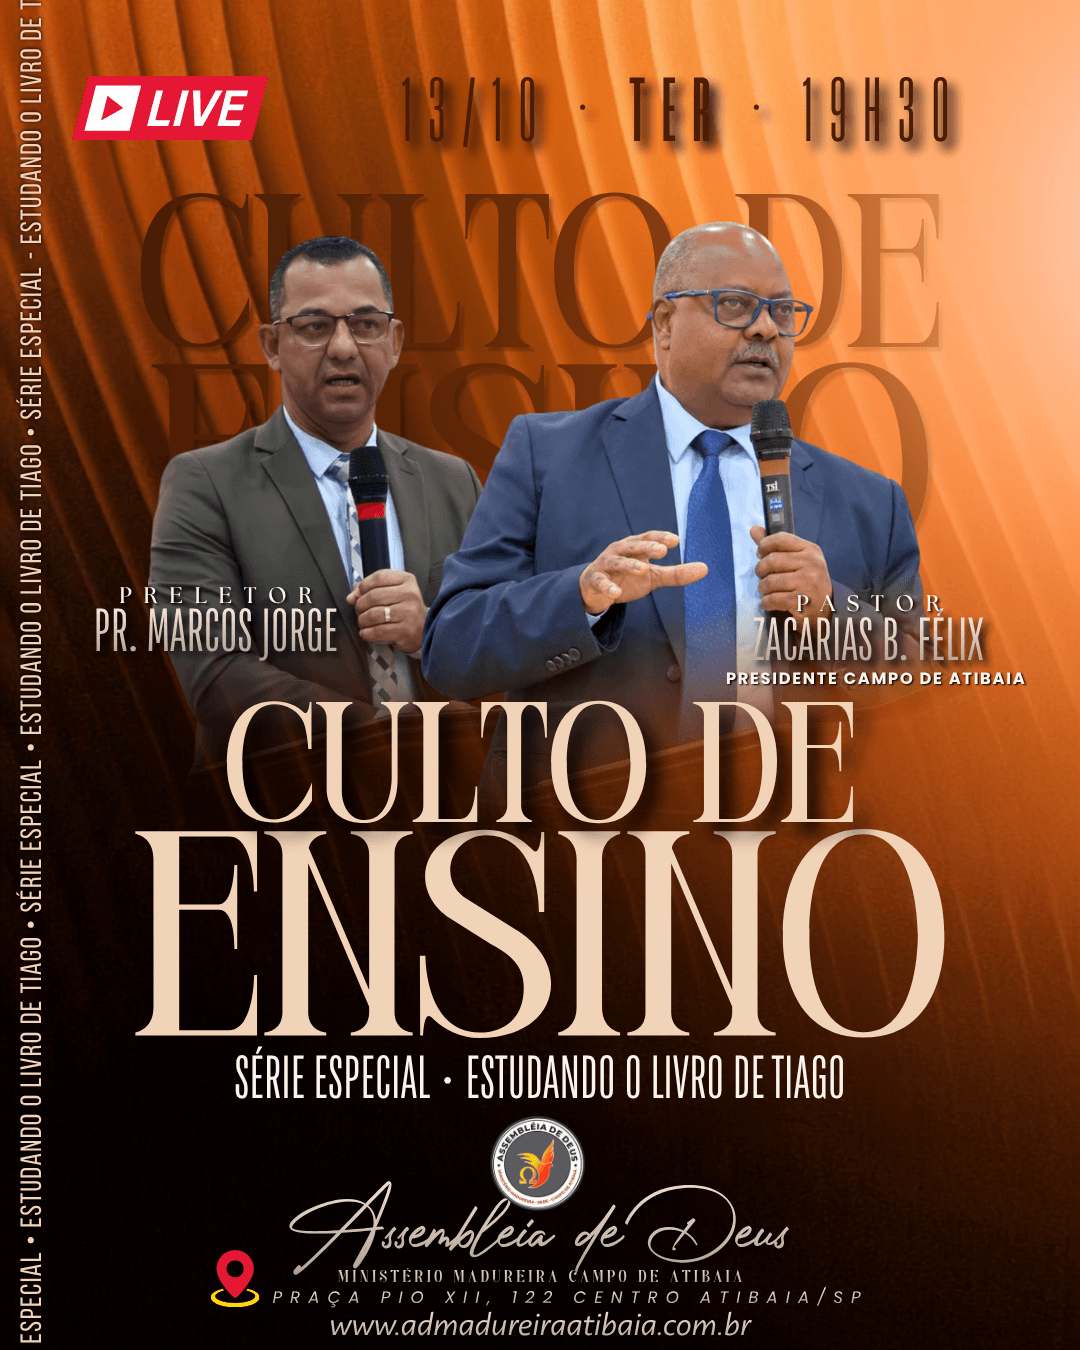 LIVE
13/10 · TER · 19H30
CULTO DE
ENSINO
PRELETOR
PR. MARCOS JORGE
PASTOR
ZACARIAS B. FÉLIX
PRESIDENTE CAMPO DE ATIBAIA
CULTO DE
ENSINO
SÉRIE ESPECIAL · ESTUDANDO O LIVRO DE TIAGO
ASSEMBLÉIA DE DEUS
Assembleia de Deus
MINISTÉRIO MADUREIRA CAMPO DE ATIBAIA
PRAÇA PIO XII, 122 CENTRO ATIBAIA/SP
www.admadureiraatibaia.com.br
ESPECIAL • ESTUDANDO O LIVRO DE TIAGO • SÉRIE ESPECIAL • ESTUDANDO O LIVRO DE TIAGO • SÉRIE ESPECIAL - ESTUDANDO O LIVRO DE T